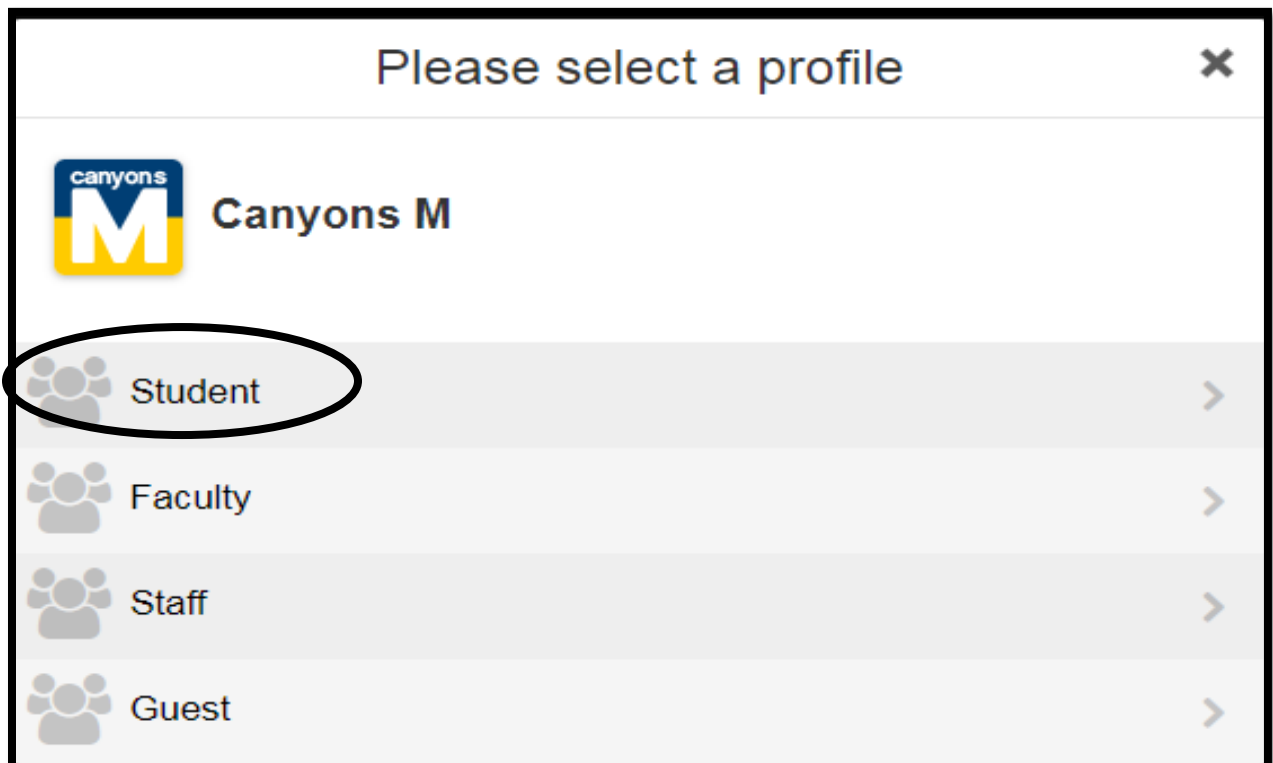 Please select a profile
canyons
M
Canyons M
Student
Faculty
Staff
Guest